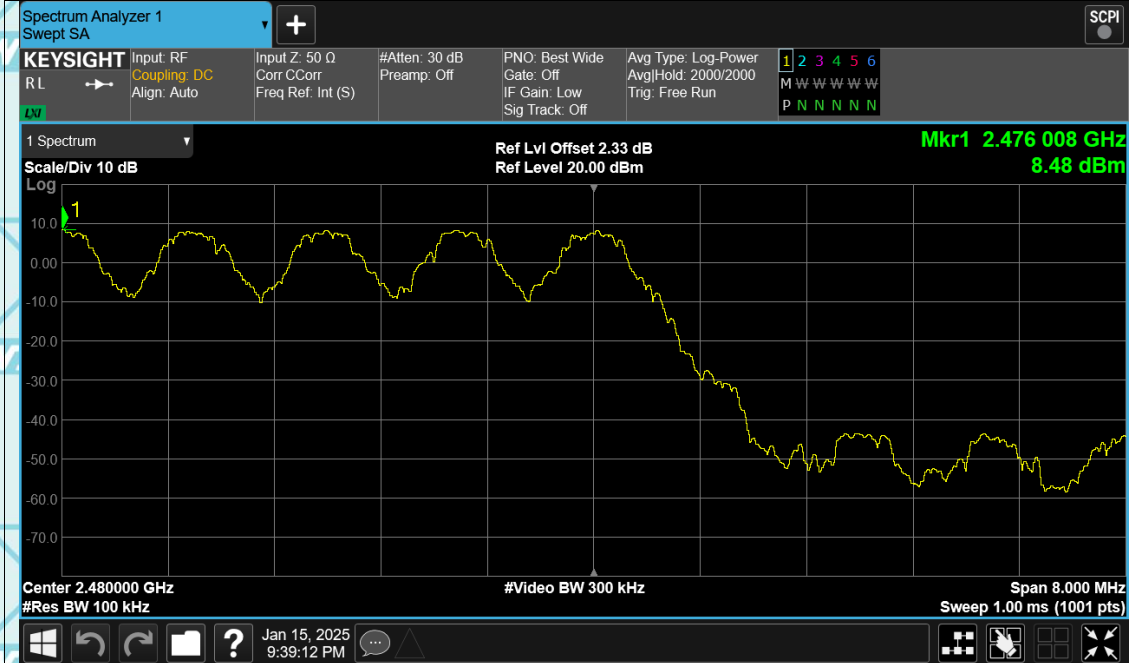 Spectrum Analyzer 1
Swept SA
+
SCPI
KEYSIGHT
RL
LXI
Input: RF
Coupling: DC
Align: Auto
Input Z: 50 Ω
Corr CCorr
Freq Ref: Int (S)
#Atten: 30 dB
Preamp: Off
PNO: Best Wide
Gate: Off
IF Gain: Low
Sig Track: Off
Avg Type: Log-Power
Avg|Hold: 2000/2000
Trig: Free Run
1 2 3 4 5 6
M W W W W W
P N N N N N
1 Spectrum
Scale/Div 10 dB
Log
Ref Lvl Offset 2.33 dB
Ref Level 20.00 dBm
Mkr1 2.476 008 GHz
8.48 dBm
1
10.0
0.00
-10.0
-20.0
-30.0
-40.0
-50.0
-60.0
-70.0
Center 2.480000 GHz
#Res BW 100 kHz
#Video BW 300 kHz
Span 8.000 MHz
Sweep 1.00 ms (1001 pts)
?
Jan 15, 2025
9:39:12 PM